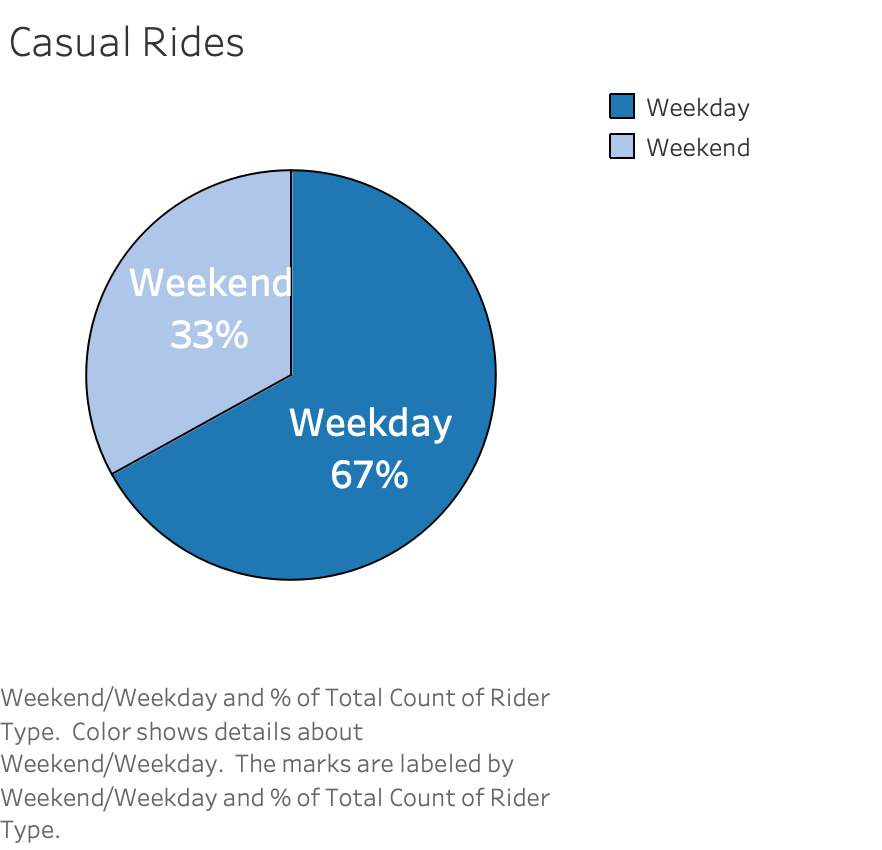 Casual Rides
Weekday
Weekend
Weekend
33%
Weekday
67%
Weekend/Weekday and % of Total Count of Rider
Type.  Color shows details about
Weekend/Weekday.  The marks are labeled by
Weekend/Weekday and % of Total Count of Rider
Type.